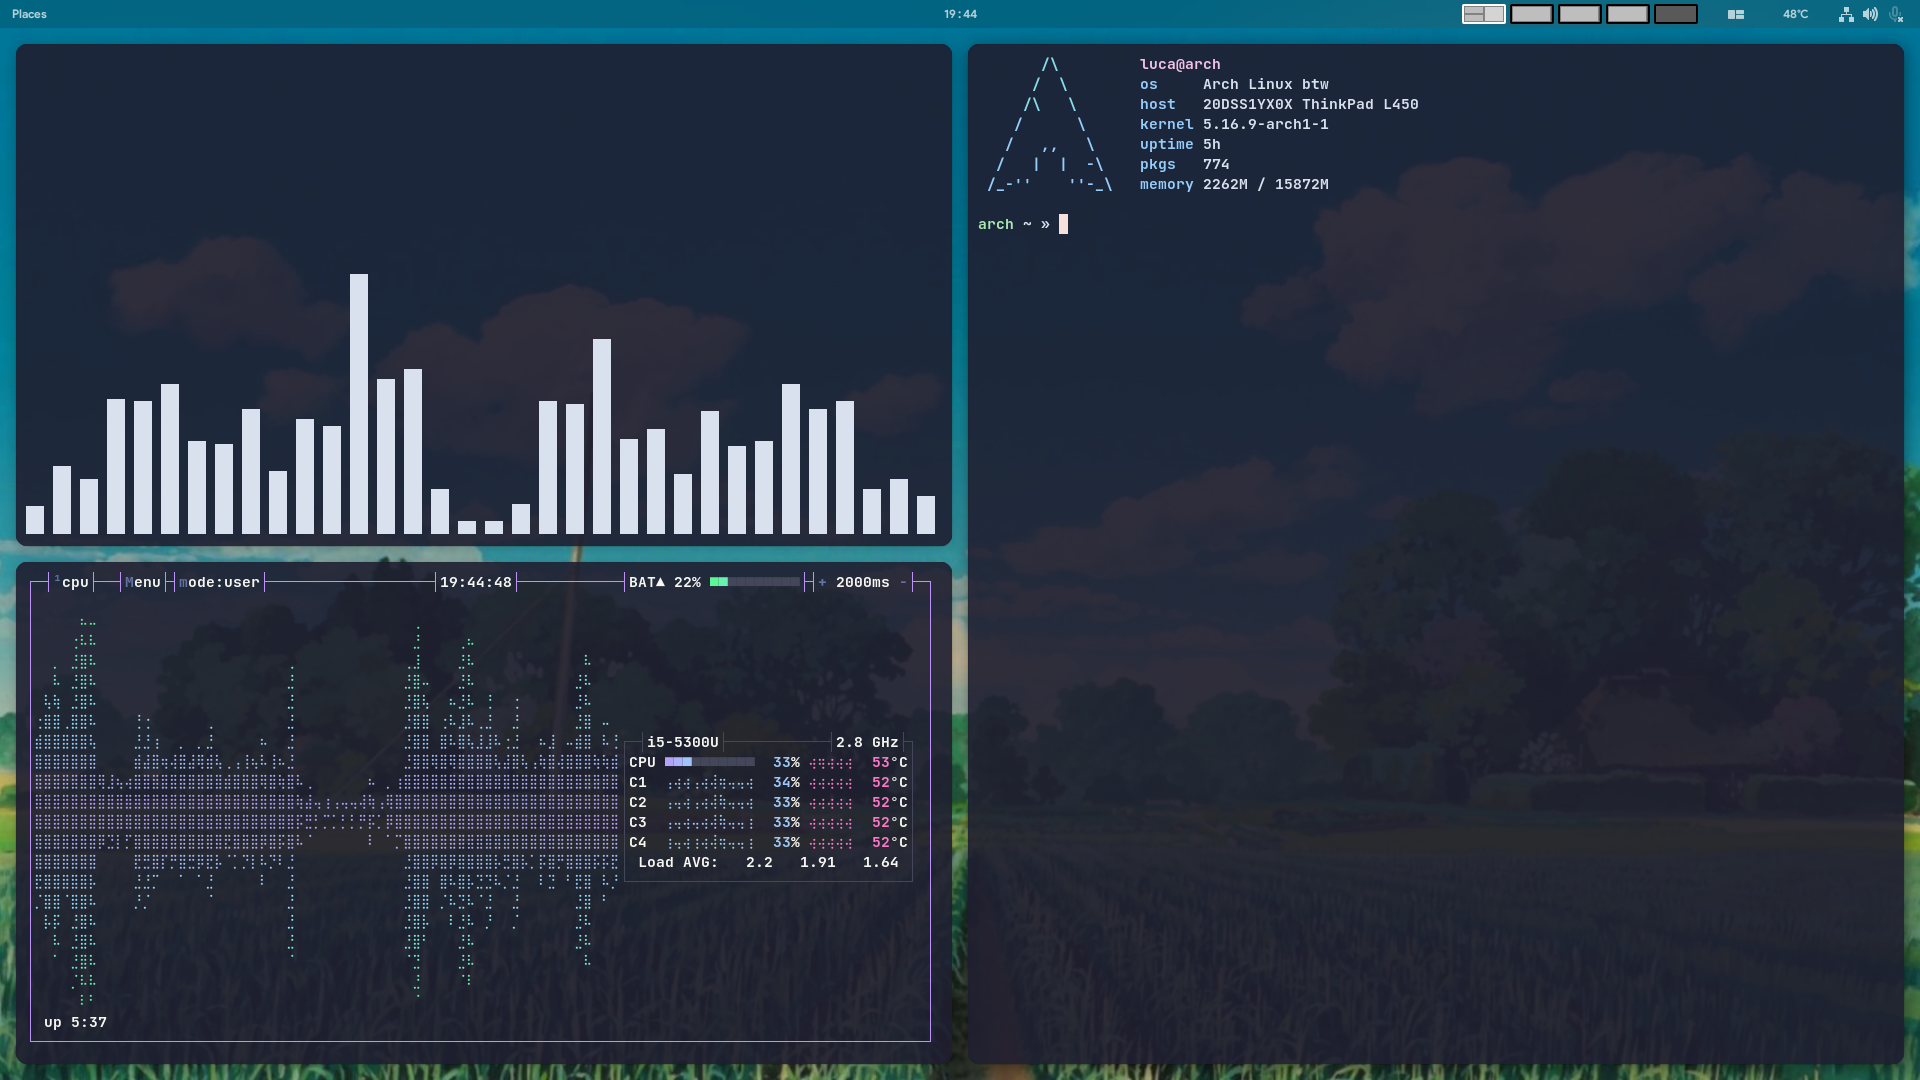 Places
19:44
48°C
luca@arch
os Arch Linux btw
host 20DSS1YX0X ThinkPad L450
kernel 5.16.9-arch1-1
uptime 5h
pkgs 774
memory 2262M / 15872M
arch ~ »
¹cpu Menu mode:user 19:44:48 BAT▲ 22% + 2000ms -
i5-5300U 2.8 GHz
CPU 33% 53°C
C1 34% 52°C
C2 33% 52°C
C3 33% 52°C
C4 33% 52°C
Load AVG: 2.2 1.91 1.64
up 5:37